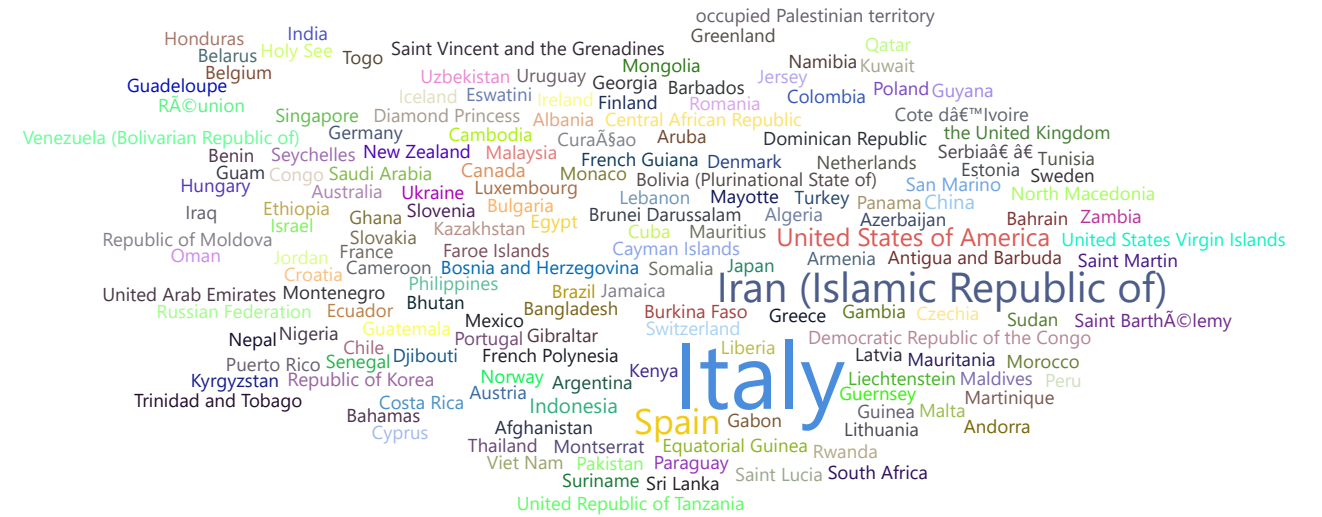 occupied Palestinian territory
Greenland
Honduras
India
Qatar
Belarus
Holy See
Togo
Saint Vincent and the Grenadines
Namibia
Kuwait
Belgium
Mongolia
Guadeloupe
Uzbekistan
Uruguay
Georgia
Barbados
Jersey
Poland
Guyana
RÃ©union
Iceland
Eswatini
Ireland
Finland
Romania
Colombia
Singapore
Diamond Princess
Albania
Central African Republic
Cote dâ€™Ivoire
Venezuela (Bolivarian Republic of)
Germany
Cambodia
CuraÃ§ao
Aruba
Dominican Republic
the United Kingdom
Benin
Seychelles
New Zealand
Malaysia
French Guiana
Denmark
Netherlands
Serbiaâ€ â€
Tunisia
Guam
Congo
Saudi Arabia
Canada
Monaco
Bolivia (Plurinational State of)
Estonia
Sweden
Hungary
Australia
Ukraine
Luxembourg
Lebanon
Mayotte
Turkey
San Marino
North Macedonia
Iraq
Ethiopia
Ghana
Slovenia
Bulgaria
Brunei Darussalam
Algeria
Panama
China
Azerbaijan
Bahrain
Zambia
Israel
Kazakhstan
Egypt
Cuba
Mauritius
United States of America
United States Virgin Islands
Republic of Moldova
Slovakia
France
Faroe Islands
Cayman Islands
Armenia
Antigua and Barbuda
Saint Martin
Oman
Jordan
Cameroon
Bosnia and Herzegovina
Somalia
Japan
Croatia
Philippines
Brazil
Jamaica
Iran (Islamic Republic of)
United Arab Emirates
Montenegro
Bhutan
Russian Federation
Ecuador
Bangladesh
Burkina Faso
Greece
Gambia
Czechia
Sudan
Saint BarthÃ©lemy
Mexico
Nepal
Nigeria
Guatemala
Portugal
Gibraltar
Switzerland
Democratic Republic of the Congo
Chile
Liberia
Puerto Rico
Senegal
Djibouti
French Polynesia
Latvia
Mauritania
Morocco
Kyrgyzstan
Republic of Korea
Norway
Argentina
Kenya
Italy
Liechtenstein
Maldives
Peru
Trinidad and Tobago
Costa Rica
Austria
Indonesia
Guernsey
Martinique
Bahamas
Afghanistan
Spain
Gabon
Guinea
Malta
Cyprus
Lithuania
Andorra
Thailand
Montserrat
Equatorial Guinea
Rwanda
Viet Nam
Pakistan
Paraguay
Saint Lucia
South Africa
Suriname
Sri Lanka
United Republic of Tanzania